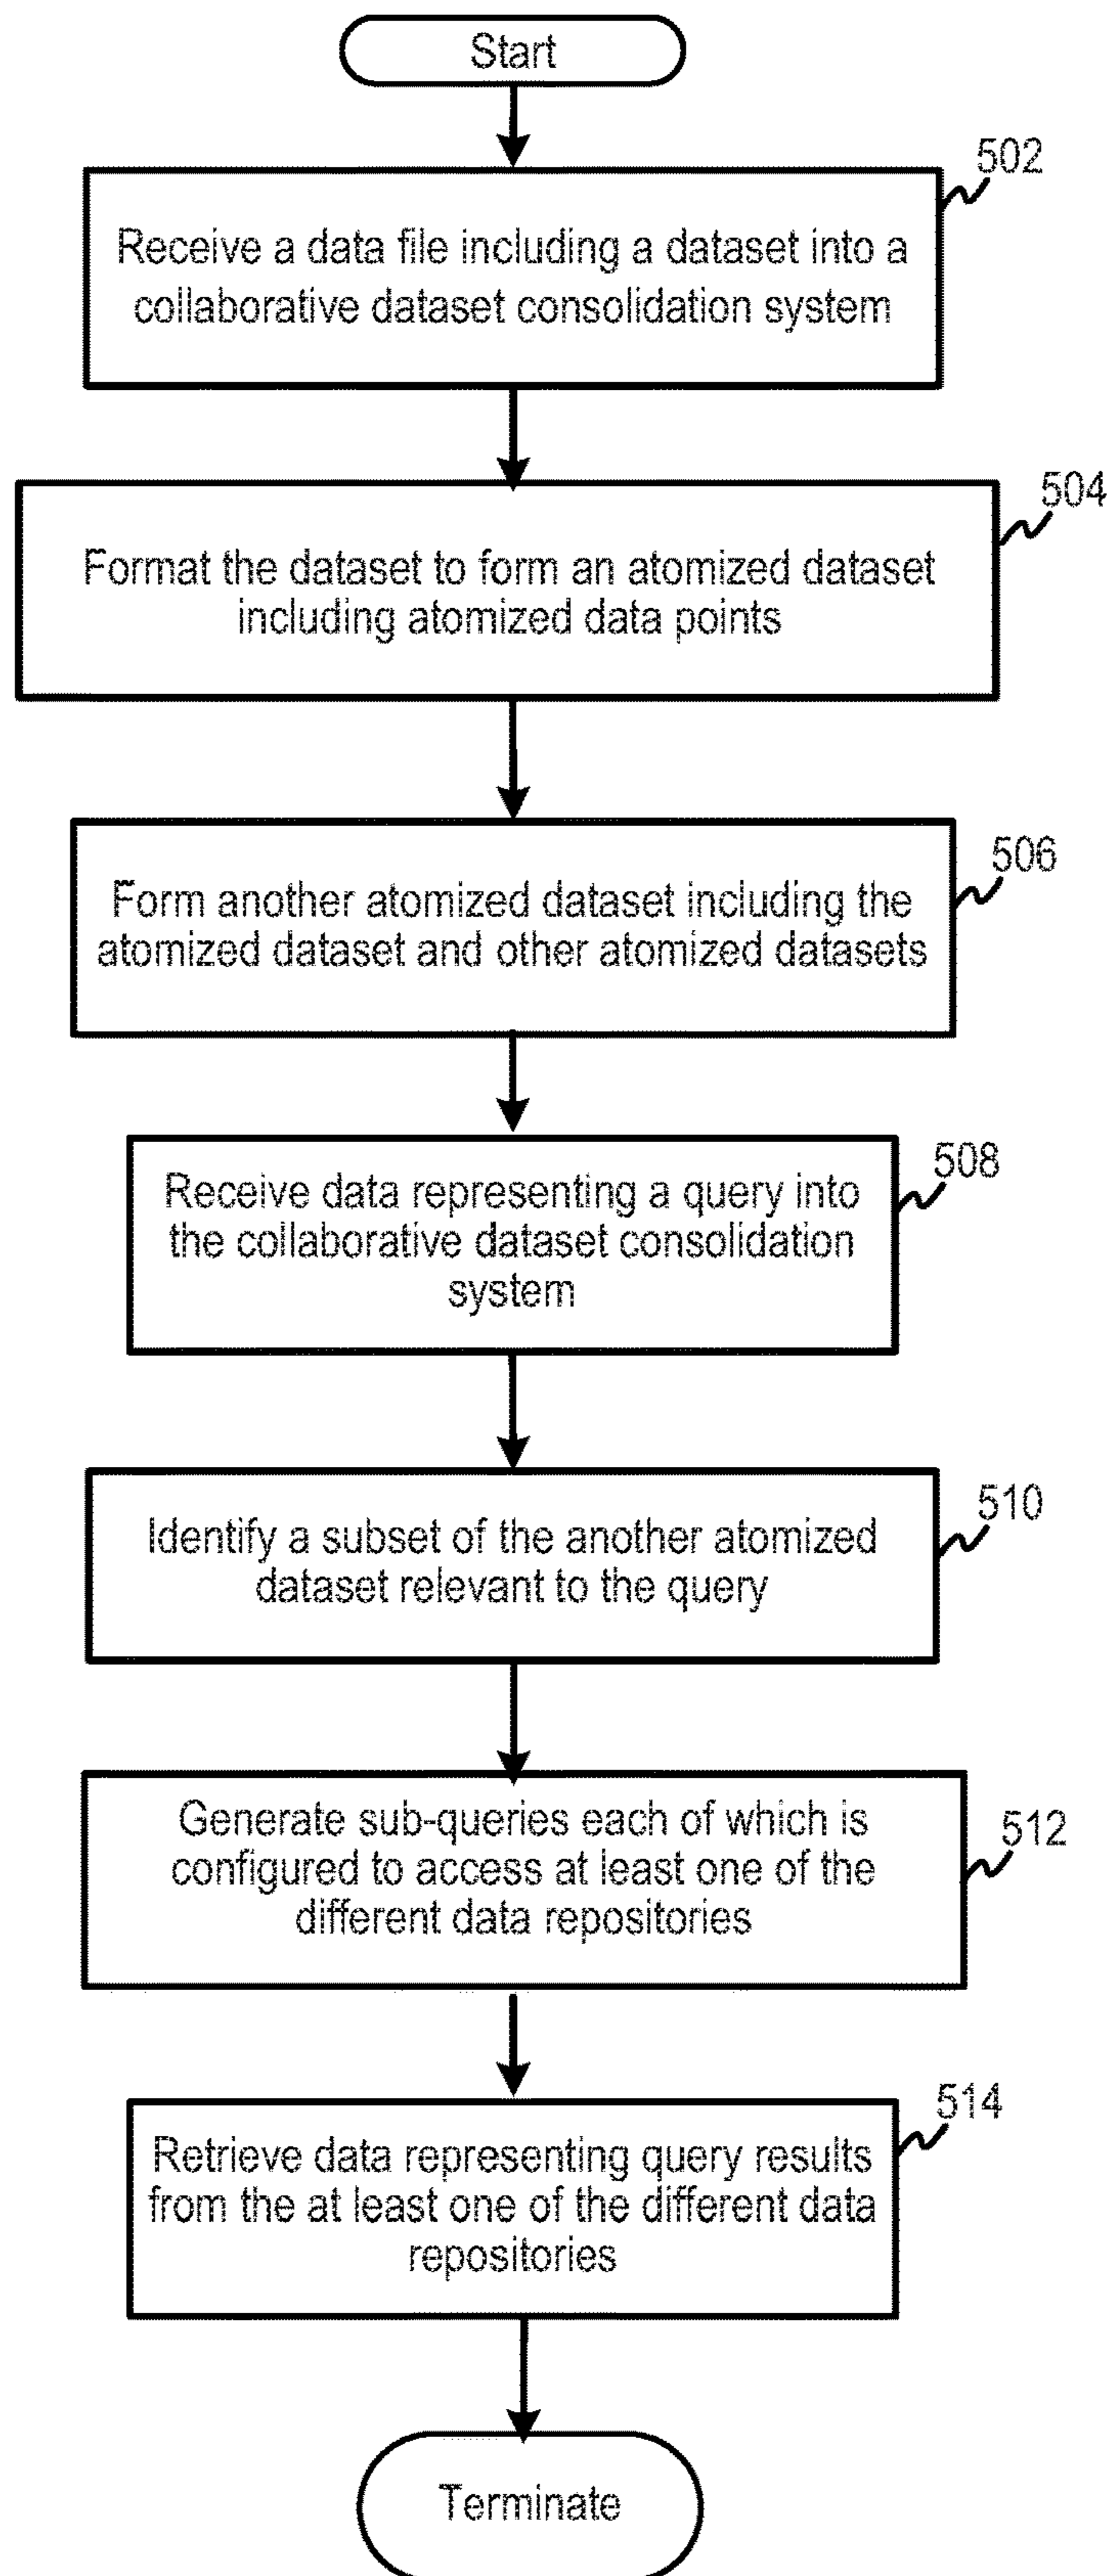 Start
502
Receive a data file including a dataset into a
collaborative dataset consolidation system
504
Format the dataset to form an atomized dataset
including atomized data points
506
Form another atomized dataset including the
atomized dataset and other atomized datasets
508
Receive data representing a query into
the collaborative dataset consolidation
system
510
Identify a subset of the another atomized
dataset relevant to the query
512
Generate sub-queries each of which is
configured to access at least one of the
different data repositories
514
Retrieve data representing query results
from the at least one of the different data
repositories
Terminate